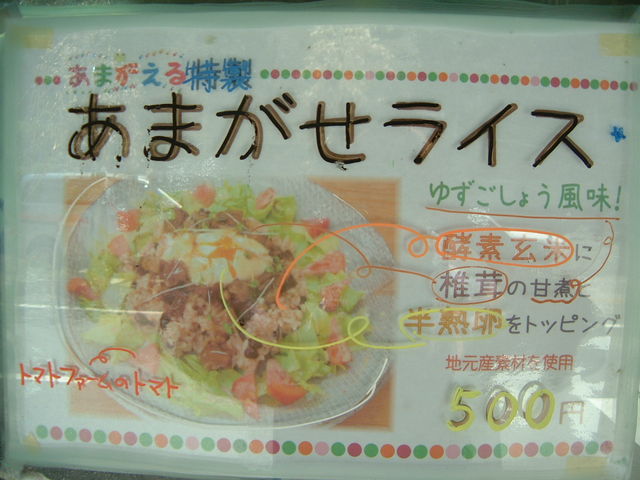 あまがえる特製
あまがせライス
ゆずごしょう風味!
酵素玄米に
椎茸の甘煮と
半熟卵をトッピング
地元産素材を使用
500円
トマトファームのトマト